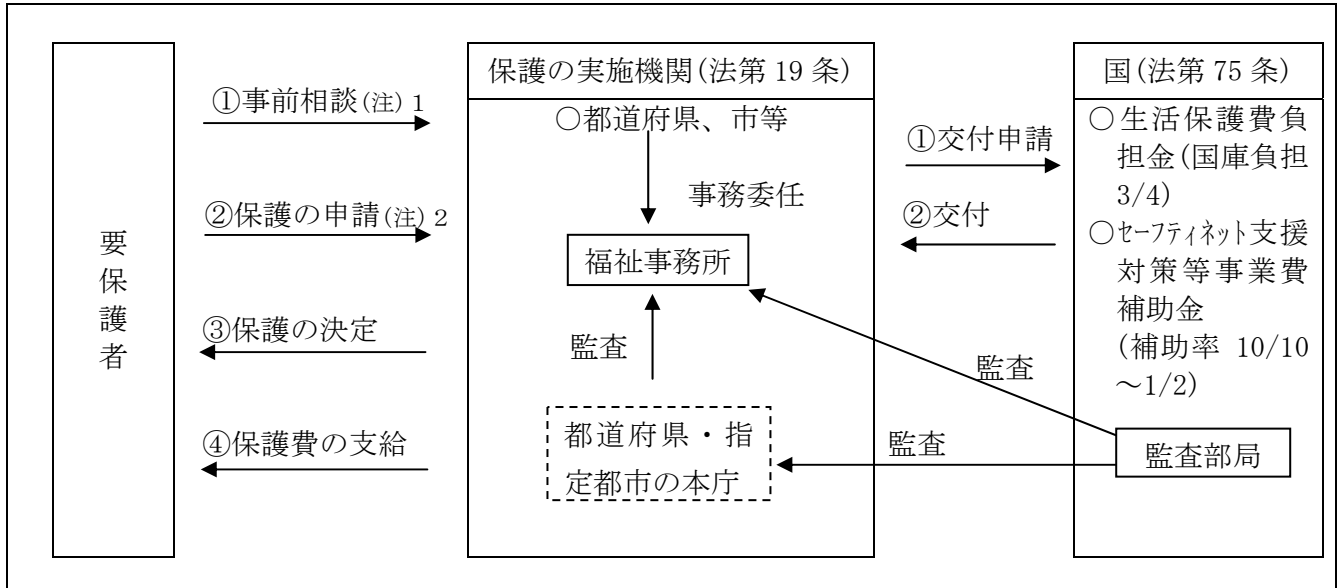 要保護者
①事前相談(注)1
②保護の申請(注)2
③保護の決定
④保護費の支給
保護の実施機関(法第19条)
○都道府県、市等
事務委任
福祉事務所
監査
都道府県・指
定都市の本庁
①交付申請
②交付
監査
監査
国(法第75条)
○生活保護費負
担金(国庫負担
3/4)
○セーフティネット支援
対策等事業費
補助金
(補助率 10/10
～1/2)
監査部局